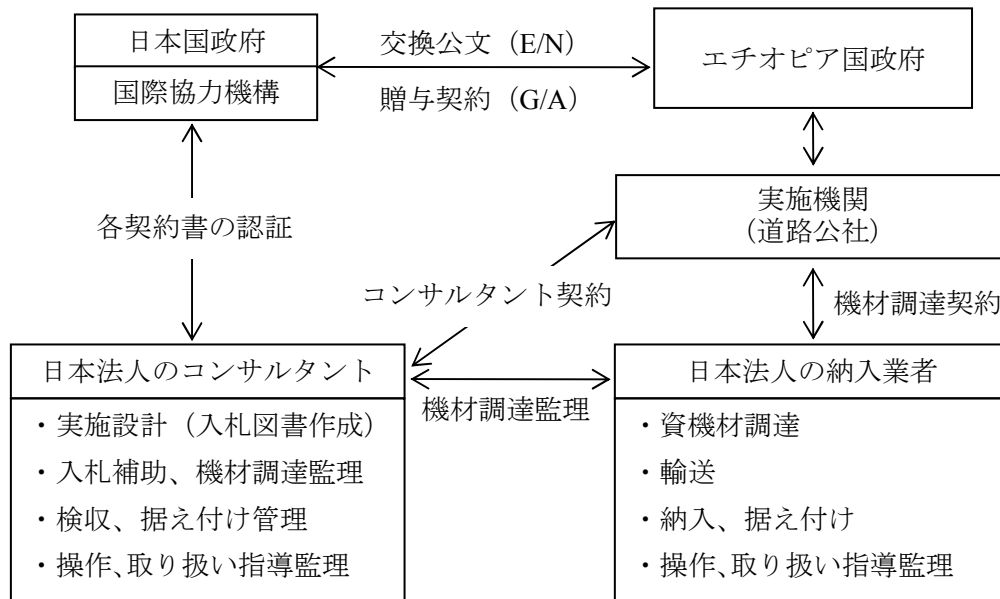 日本国政府
国際協力機構
交換公文（E/N）
贈与契約（G/A）
エチオピア国政府
各契約書の認証
実施機関
（道路公社）
コンサルタント契約
機材調達契約
日本法人のコンサルタント
・実施設計（入札図書作成）
・入札補助、機材調達監理
・検収、据え付け管理
・操作、取り扱い指導監理
機材調達監理
日本法人の納入業者
・資機材調達
・輸送
・納入、据え付け
・操作、取り扱い指導監理